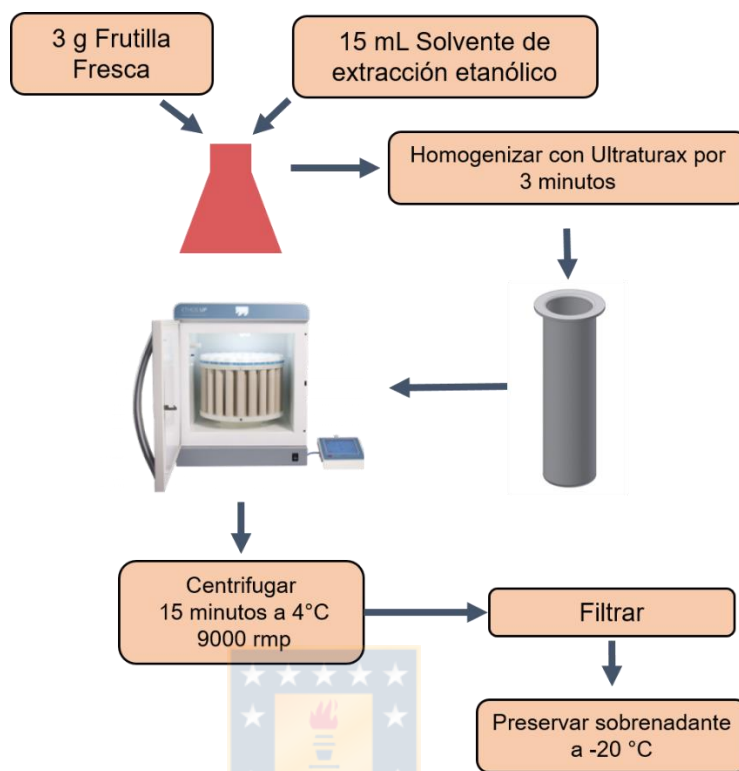 3 g Frutilla
Fresca
15 mL Solvente de
extracción etanólico
Homogenizar con Ultraturax por
3 minutos
Centrifugar
15 minutos a 4°C
9000 rmp
Filtrar
Preservar sobrenadante
a -20 °C